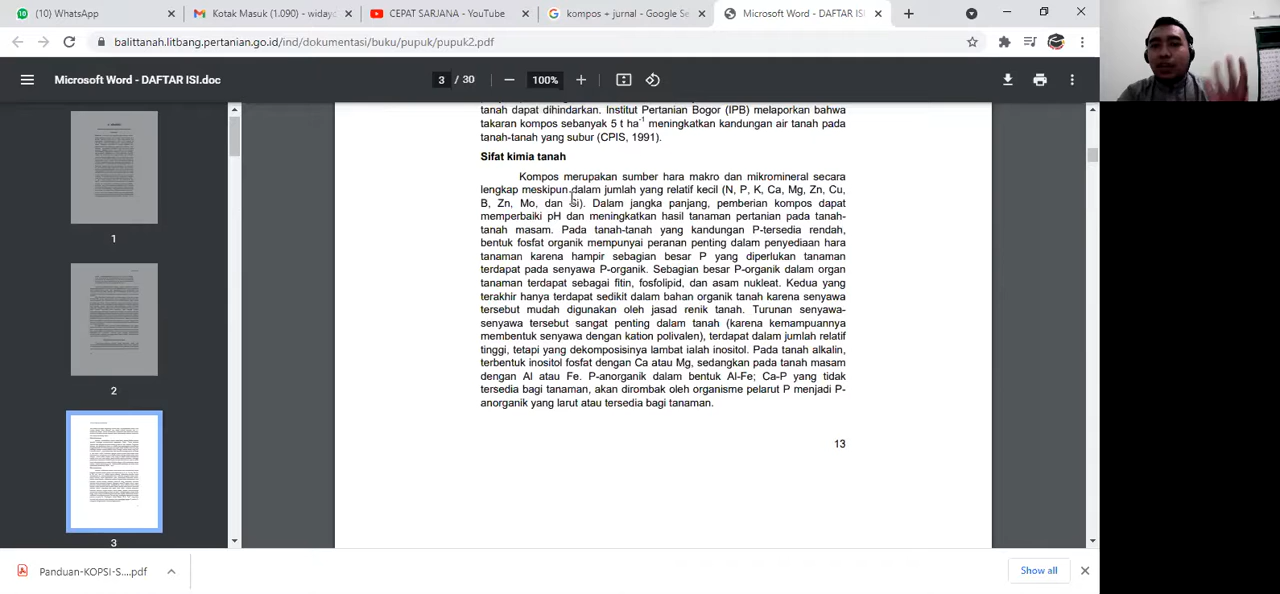 (10) WhatsApp
Kotak Masuk (1.090) - widaya
CEPAT SARJANA - YouTube
kompos + jurnal - Google Se
Microsoft Word - DAFTAR ISI.d
balittanah.litbang.pertanian.go.id/ind/dokumentasi/buku/pupuk/pupuk2.pdf
Microsoft Word - DAFTAR ISI.doc
3 / 30
100%
1
2
3
tanah dapat dihindarkan. Institut Pertanian Bogor (IPB) melaporkan bahwa
takaran kompos sebanyak 5 t ha-1 meningkatkan kandungan air tanah pada
tanah-tanah yang subur (CPIS, 1991).
Sifat kimia tanah
Kompos merupakan sumber hara makro dan mikromineral secara
lengkap meskipun dalam jumlah yang relatif kecil (N, P, K, Ca, Mg, Zn, Cu,
B, Zn, Mo, dan Si). Dalam jangka panjang, pemberian kompos dapat
memperbaiki pH dan meningkatkan hasil tanaman pertanian pada tanah-
tanah masam. Pada tanah-tanah yang kandungan P-tersedia rendah,
bentuk fosfat organik mempunyai peranan penting dalam penyediaan hara
tanaman karena hampir sebagian besar P yang diperlukan tanaman
terdapat pada senyawa P-organik. Sebagian besar P-organik dalam organ
tanaman terdapat sebagai fitin, fosfolipid, dan asam nukleat. Kedua yang
terakhir hanya terdapat sedikit dalam bahan organik tanah karena senyawa
tersebut mudah digunakan oleh jasad renik tanah. Turunan senyawa-
senyawa tersebut sangat penting dalam tanah (karena kemampuannya
membentuk senyawa dengan kation polivalen), terdapat dalam jumlah relatif
tinggi, tetapi yang dekomposisinya lambat ialah inositol. Pada tanah alkalin,
terbentuk inositol fosfat dengan Ca atau Mg, sedangkan pada tanah masam
dengan Al atau Fe. P-anorganik dalam bentuk Al-Fe; Ca-P yang tidak
tersedia bagi tanaman, akan dirombak oleh organisme pelarut P menjadi P-
anorganik yang larut atau tersedia bagi tanaman.
13
Panduan-KOPSI-S....pdf
Show all